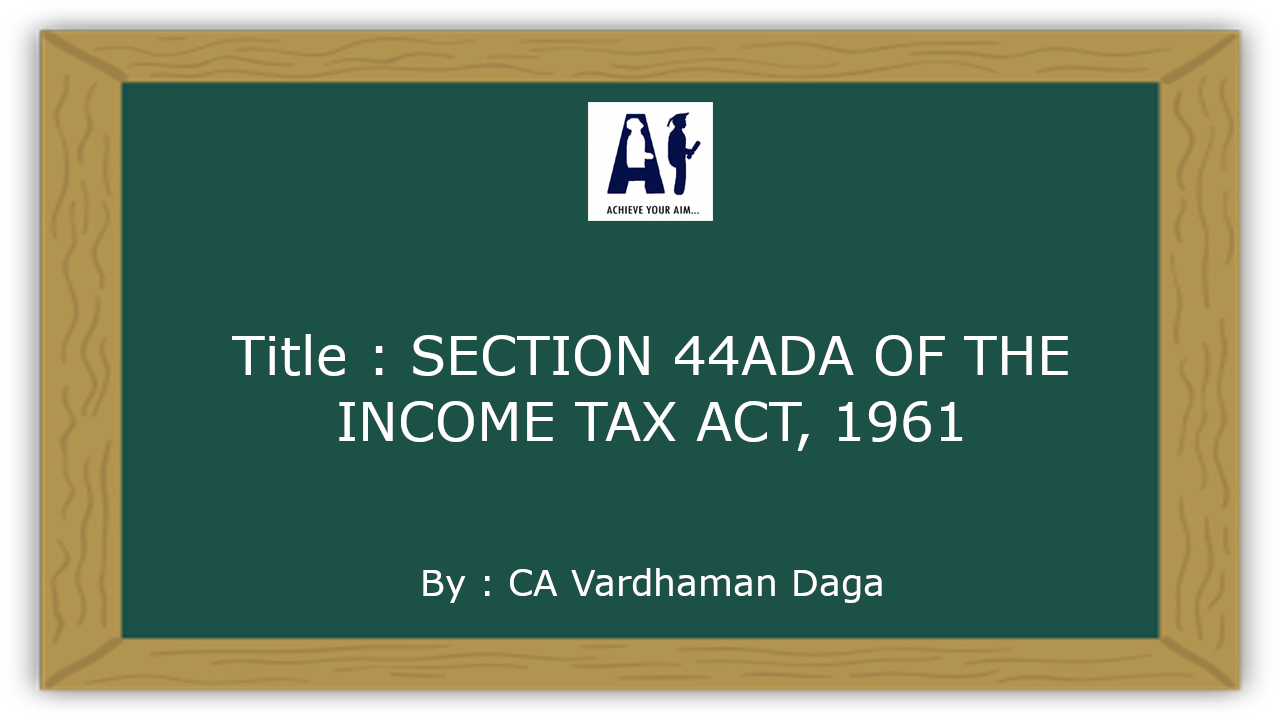 ACHIEVE YOUR AIM...
Title : SECTION 44ADA OF THE
INCOME TAX ACT, 1961
By : CA Vardhaman Daga